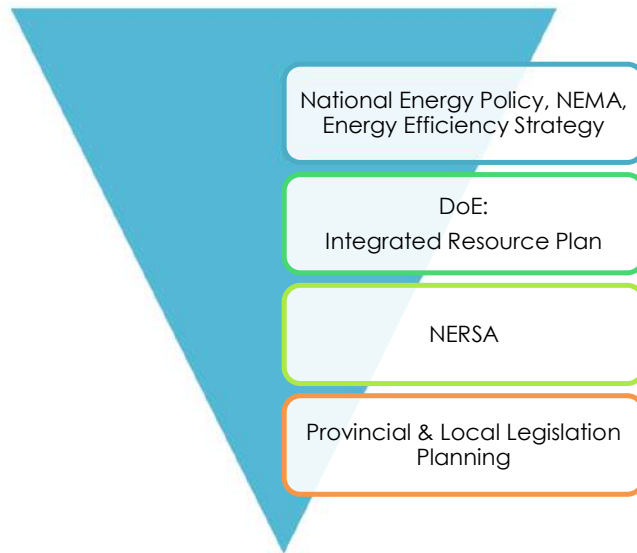 National Energy Policy, NEMA,
Energy Efficiency Strategy
DoE:
Integrated Resource Plan
NERSA
Provincial & Local Legislation
Planning